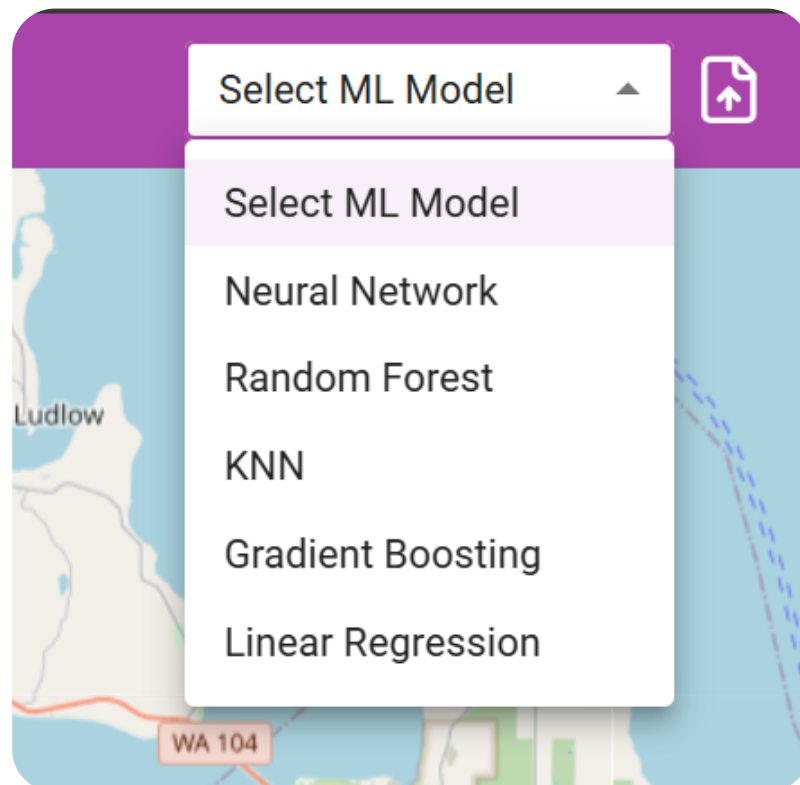 Select ML Model
Select ML Model
Neural Network
Random Forest
KNN
Gradient Boosting
Linear Regression
Ludlow
WA 104